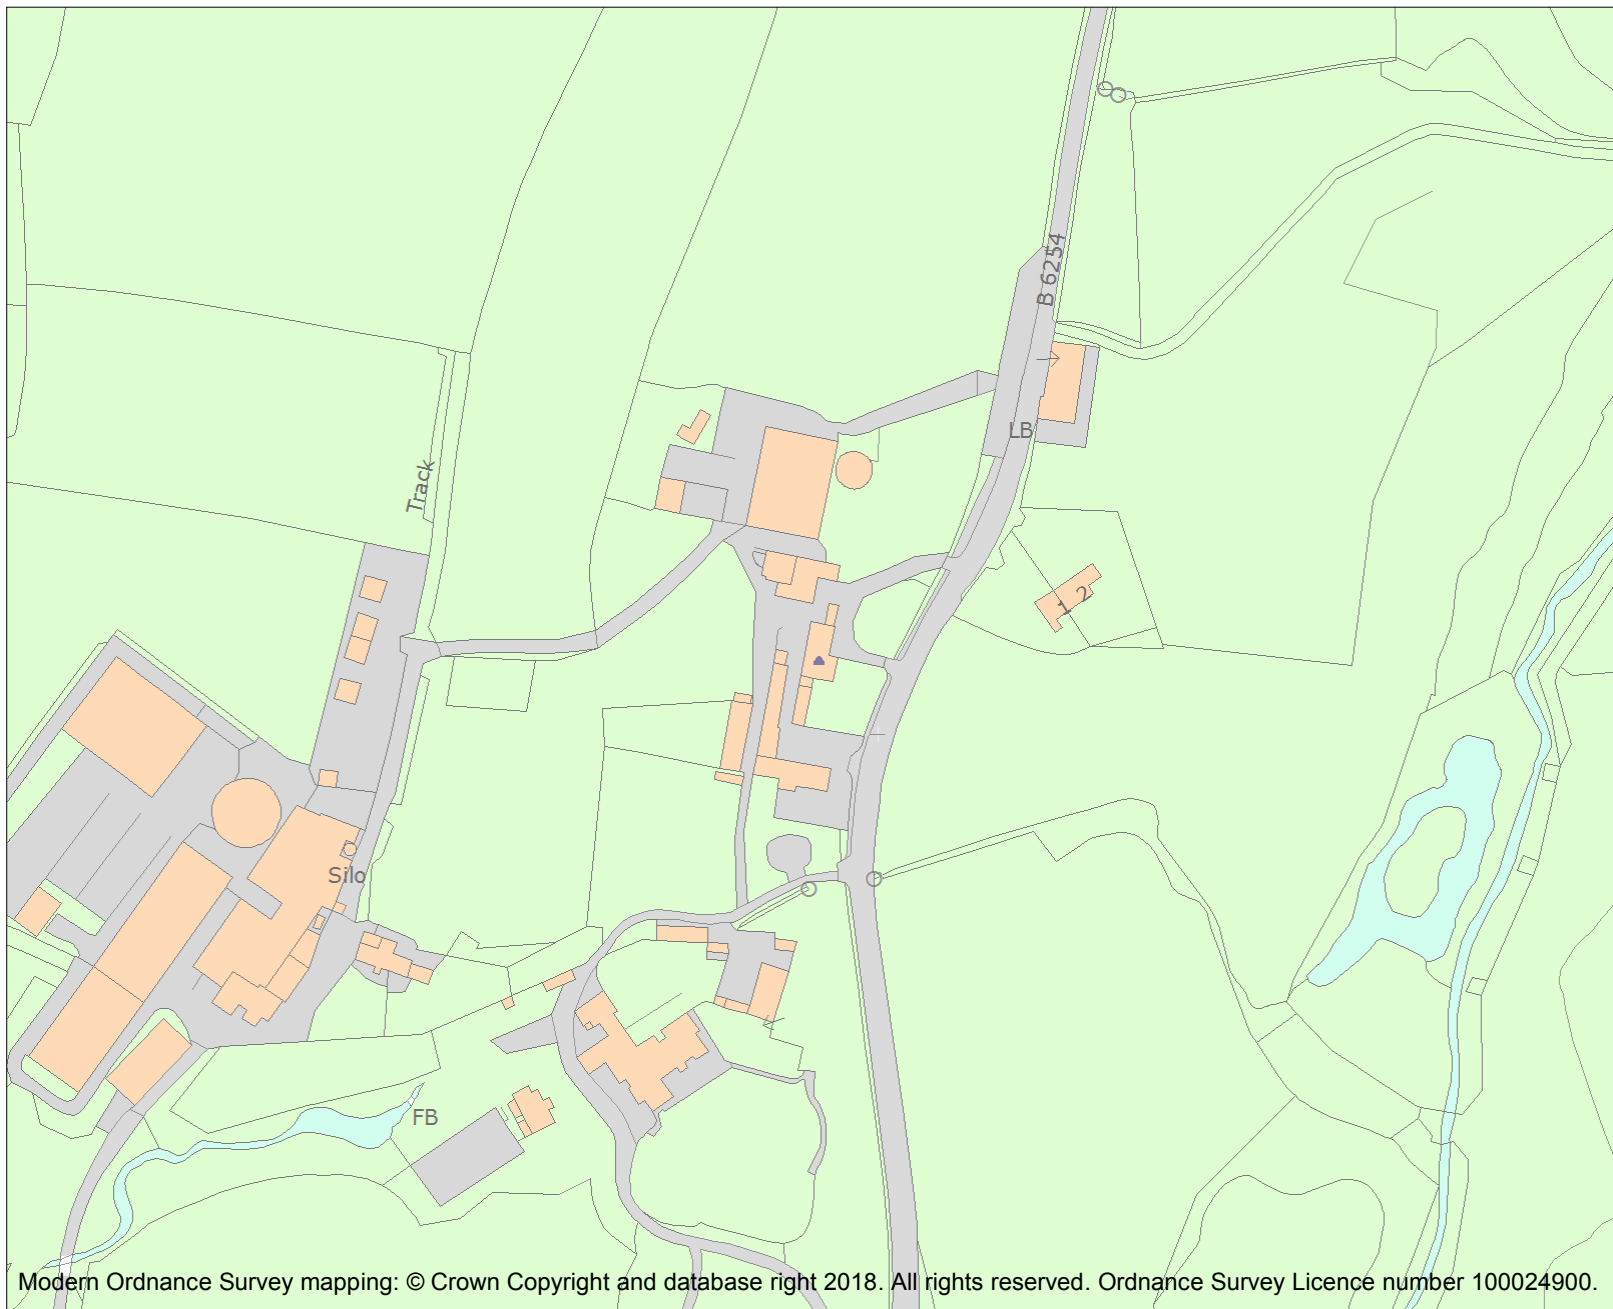 B 6254
LB
Track
1 2
Silo
FB
Modern Ordnance Survey mapping: © Crown Copyright and database right 2018. All rights reserved. Ordnance Survey Licence number 100024900.